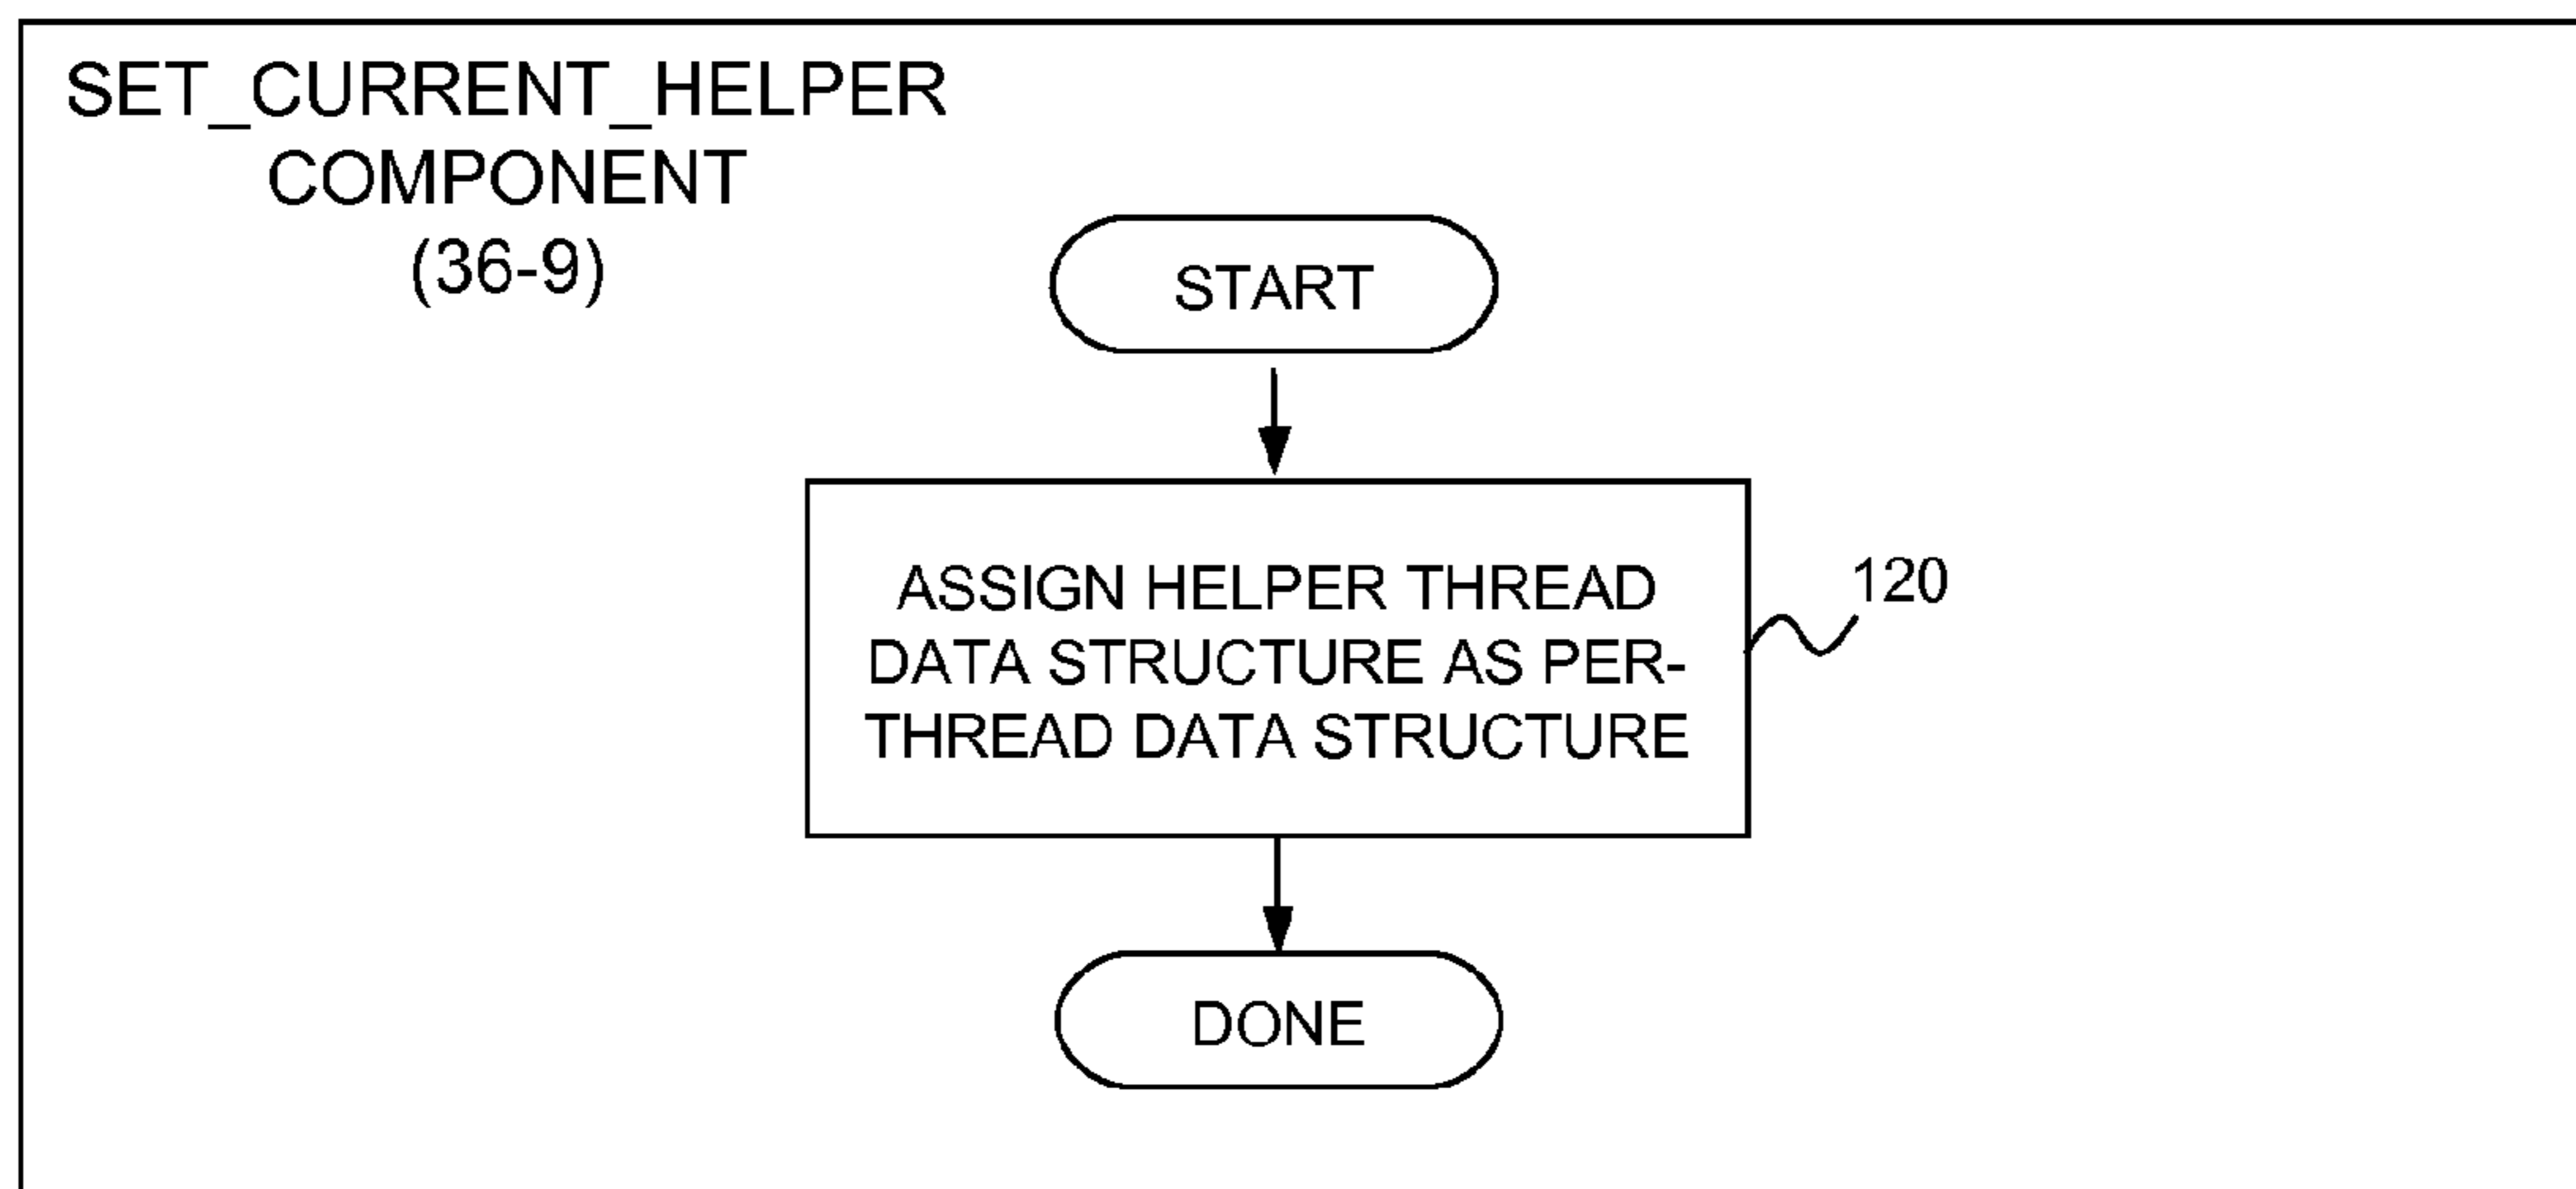 SET_CURRENT_HELPER
COMPONENT
(36-9)
START
ASSIGN HELPER THREAD
DATA STRUCTURE AS PER-
THREAD DATA STRUCTURE
120
DONE